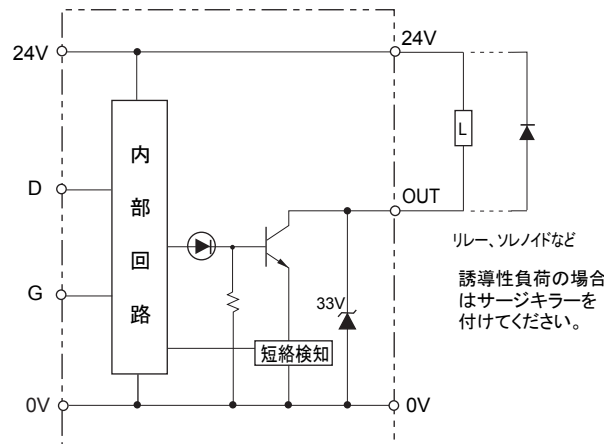 24V
24V
内部回路
L
D
OUT
リレー、ソレノイドなど
G
誘導性負荷の場合
はサージキラーを
付けてください。
33V
短絡検知
0V
0V